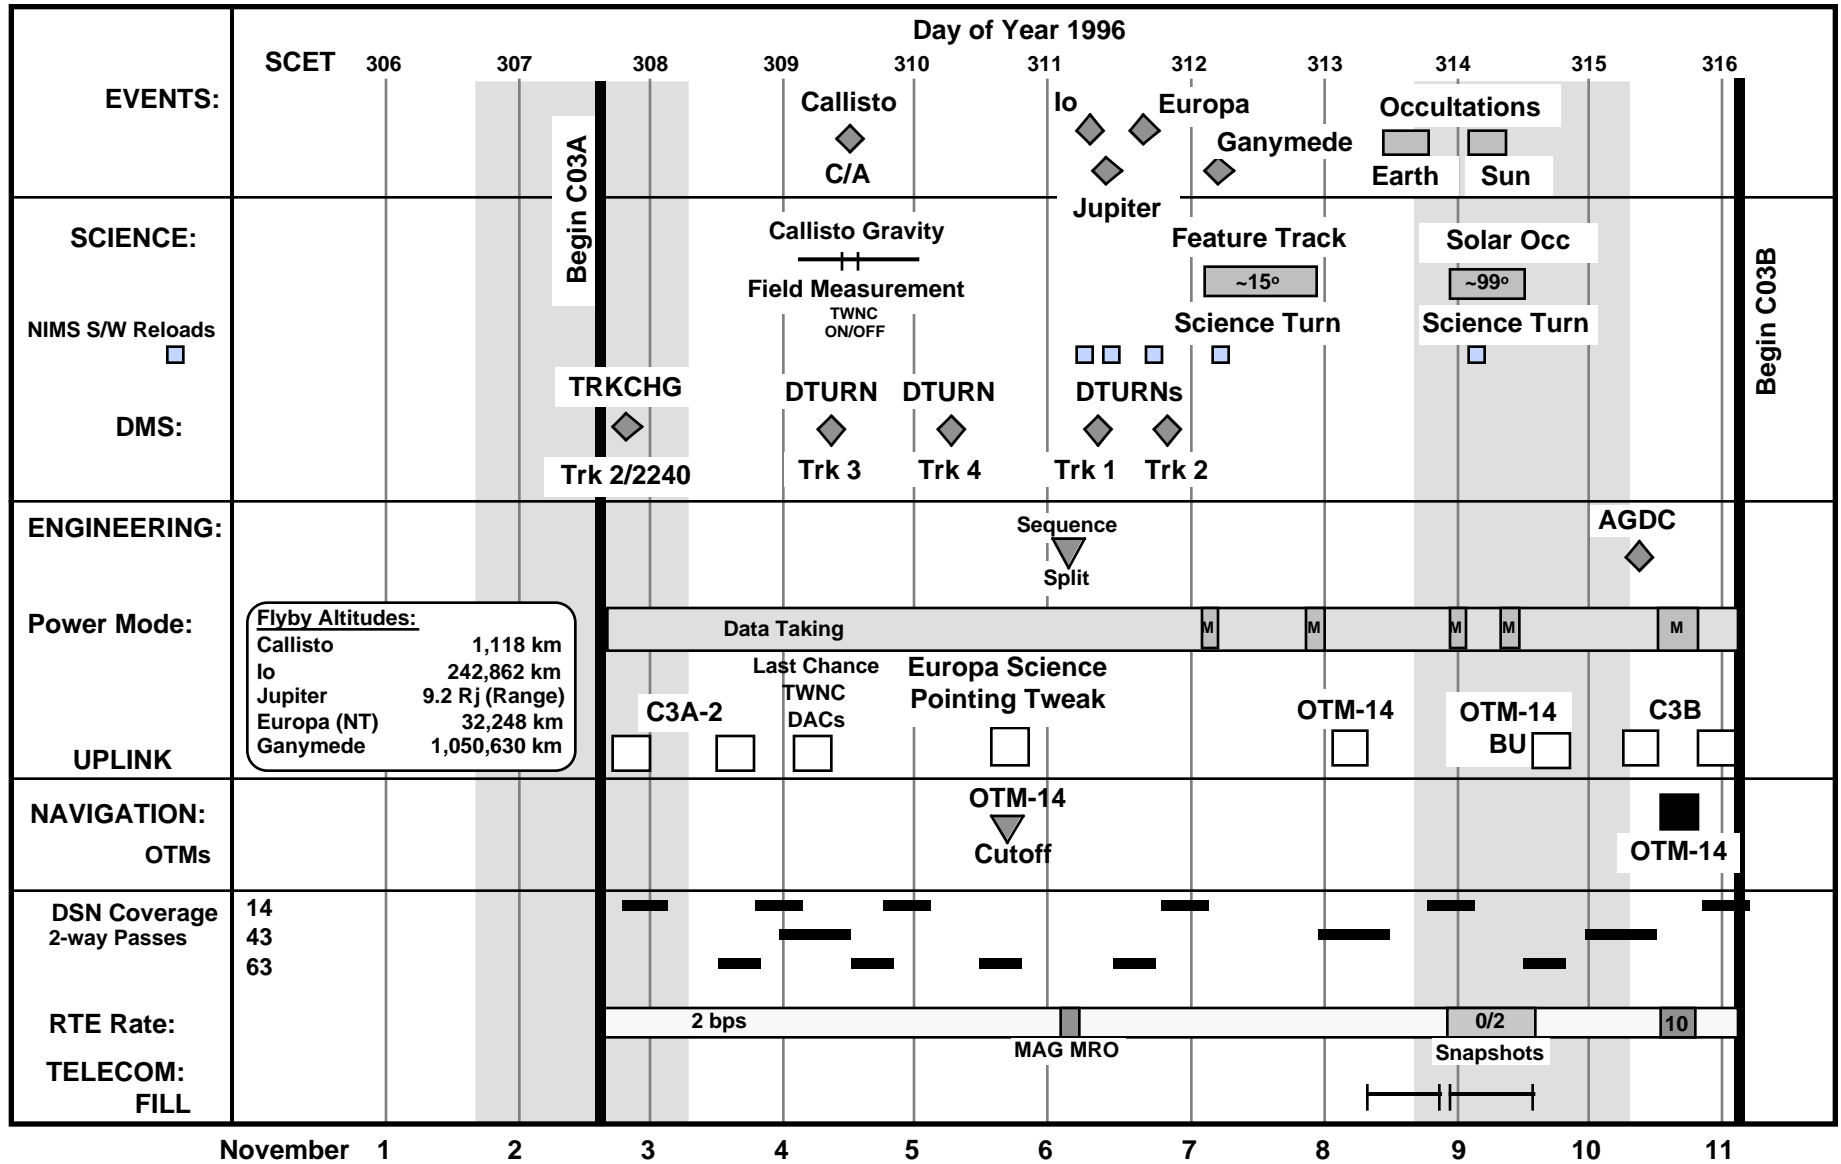 Day of Year 1996
SCET 306 307 308 309 310 311 312 313 314 315 316
EVENTS:
Callisto
C/A
Io
Europa
Ganymede
Jupiter
Occultations
Earth Sun
Begin C03A
Begin C03B
SCIENCE:
Callisto Gravity
Field Measurement
TWNC
ON/OFF
Feature Track
~15o
Science Turn
Solar Occ
~99o
Science Turn
NIMS S/W Reloads
DMS:
TRKCHG DTURN DTURN DTURNs
Trk 2/2240 Trk 3 Trk 4 Trk 1 Trk 2
ENGINEERING:
Sequence
Split
AGDC
Power Mode:
Data Taking M M M M M
Flyby Altitudes:
Callisto 1,118 km
Io 242,862 km
Jupiter 9.2 Rj (Range)
Europa (NT) 32,248 km
Ganymede 1,050,630 km
UPLINK
C3A-2
Last Chance
TWNC
DACs
Europa Science
Pointing Tweak
OTM-14
OTM-14
BU
C3B
NAVIGATION:
OTMs
OTM-14
Cutoff
OTM-14
DSN Coverage
2-way Passes
14
43
63
RTE Rate:
2 bps 0/2 10
MAG MRO
Snapshots
TELECOM:
FILL
November 1 2 3 4 5 6 7 8 9 10 11